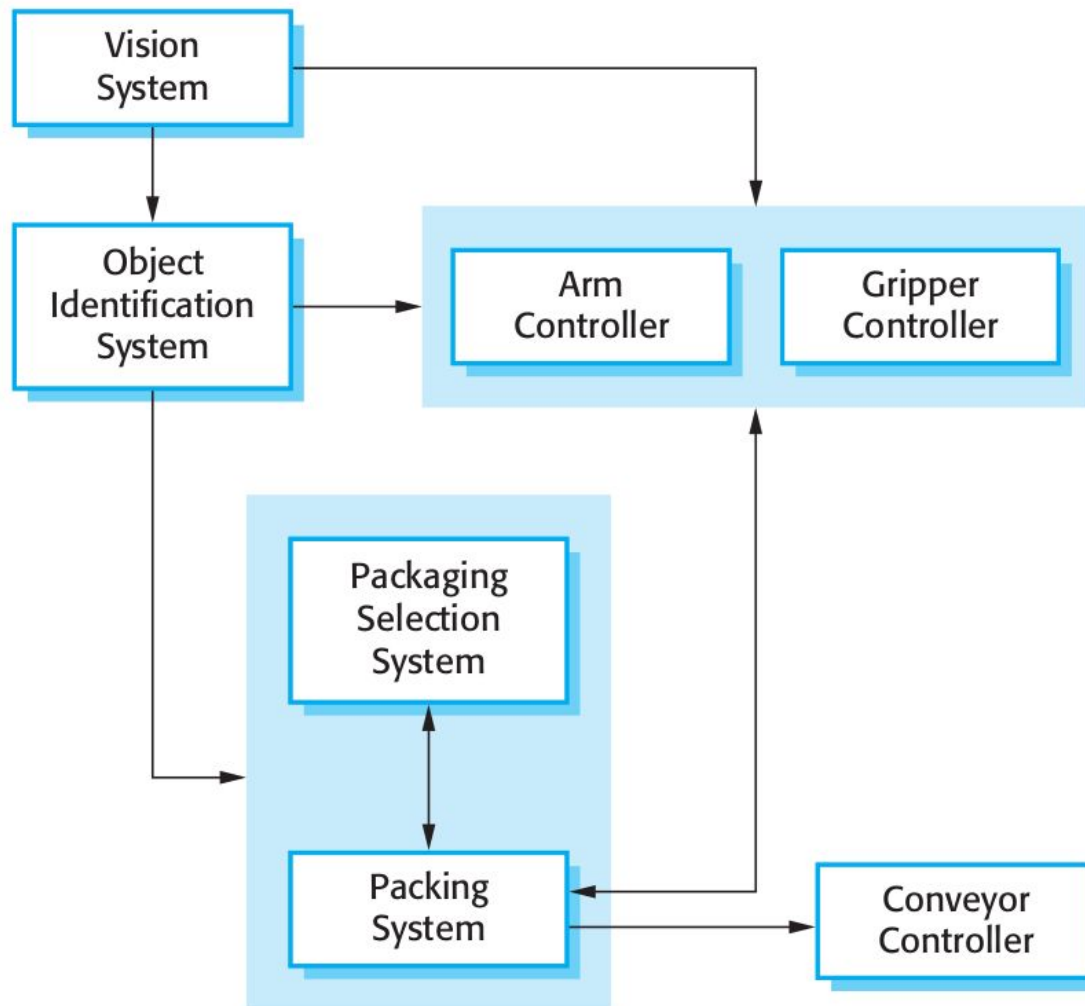 Vision
System
Object
Identification
System
Arm
Controller
Gripper
Controller
Packaging
Selection
System
Packing
System
Conveyor
Controller